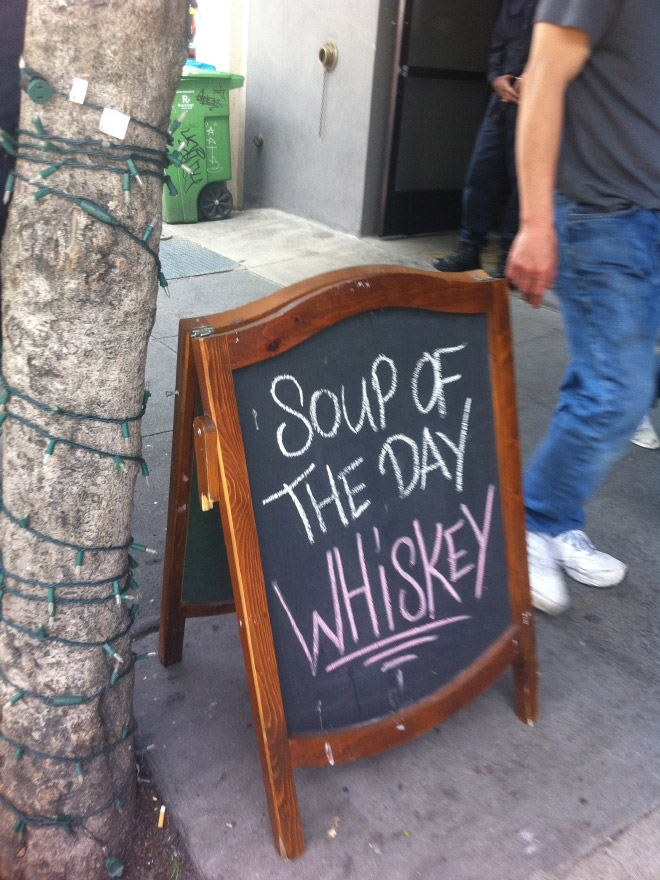 SOUP OF
THE DAY
WHiSKEY